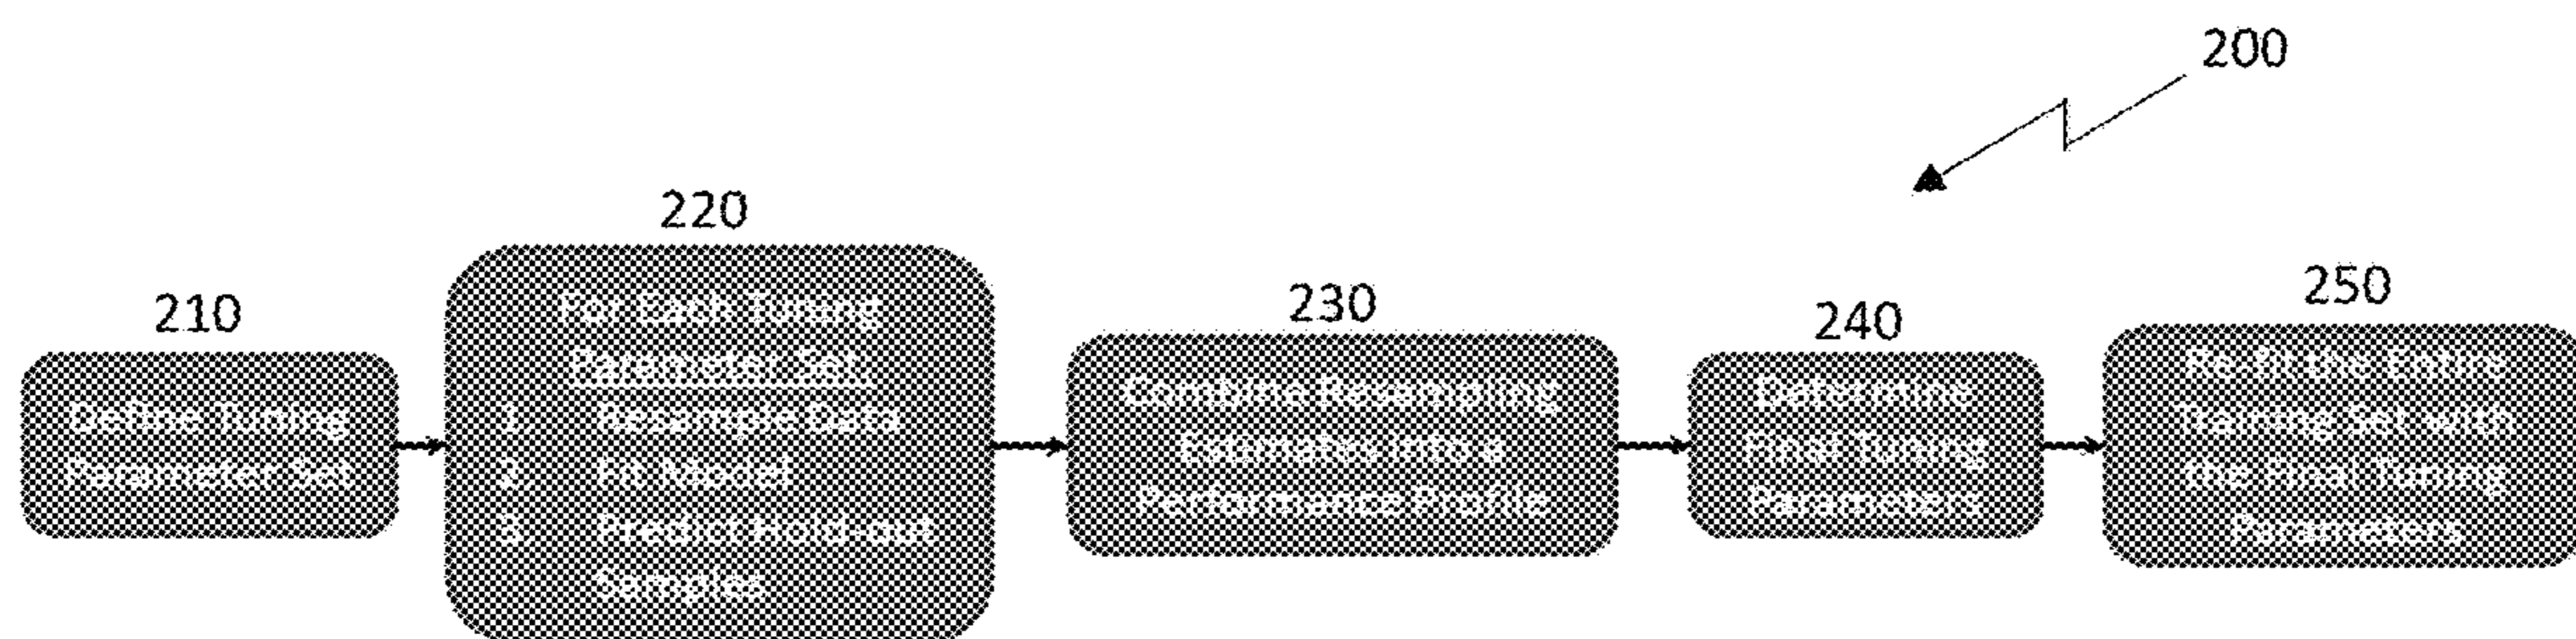 200
220
210
230
240
250
Define Tuning
Parameter Set
For Each Tuning
Parameter Set:
1. Resample Data
2. Fit Model
3. Predict Hold-out
Samples
Combine Resampling
Estimates into a
Performance Profile
Determine
Final Tuning
Parameters
Re-fit the Entire
Training Set with
the Final Tuning
Parameters